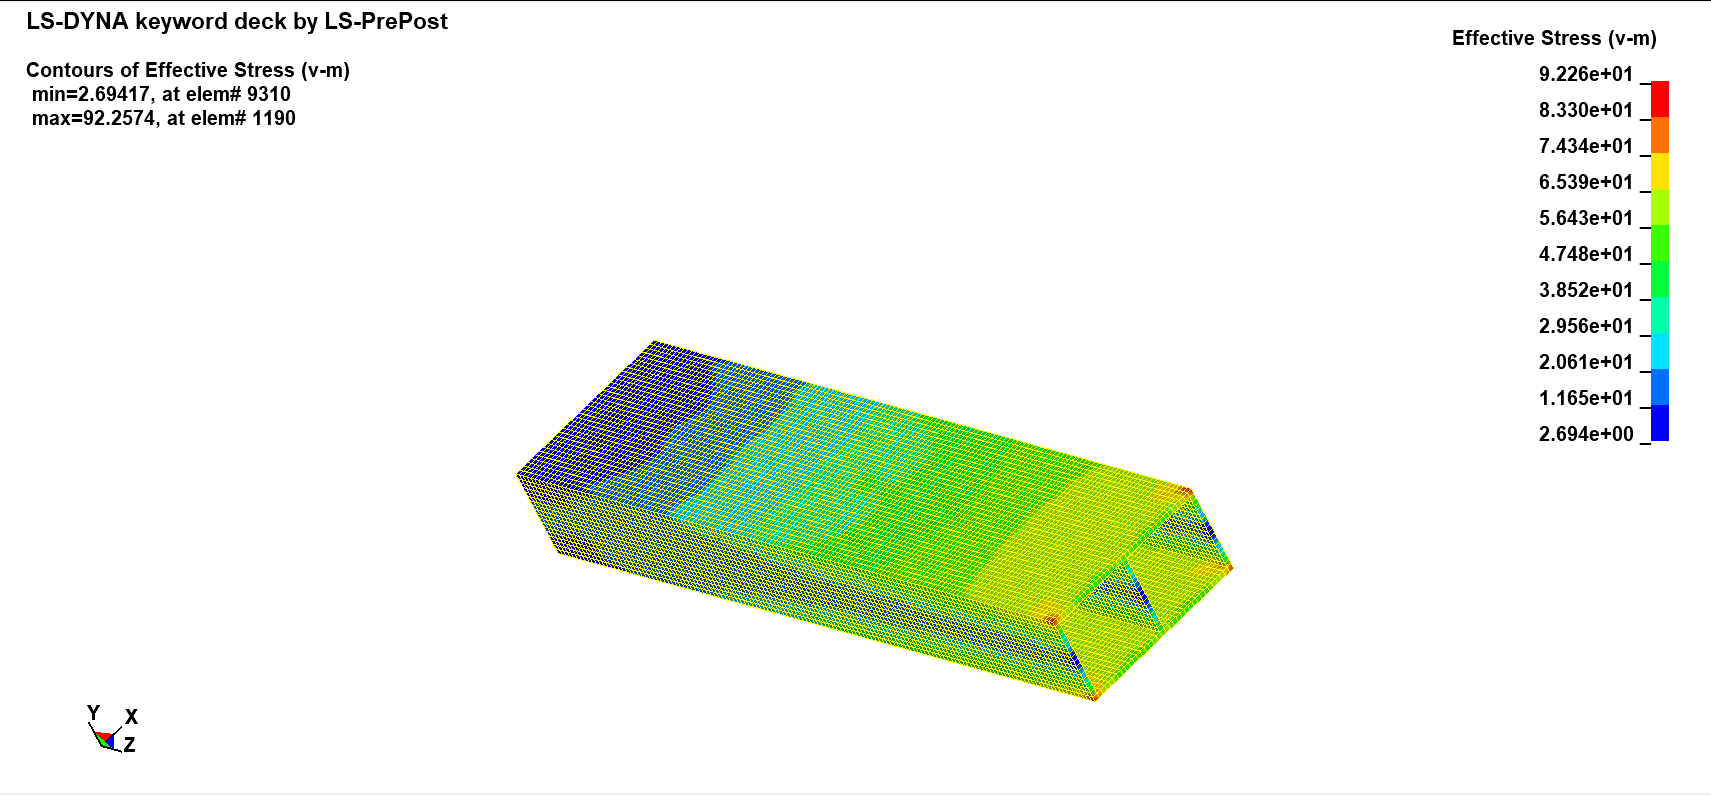 LS-DYNA keyword deck by LS-PrePost
Contours of Effective Stress (v-m)
min=2.69417, at elem# 9310
max=92.2574, at elem# 1190
Effective Stress (v-m)
9.226e+01
8.330e+01
7.434e+01
6.539e+01
5.643e+01
4.748e+01
3.852e+01
2.956e+01
2.061e+01
1.165e+01
2.694e+00
Y
X
Z